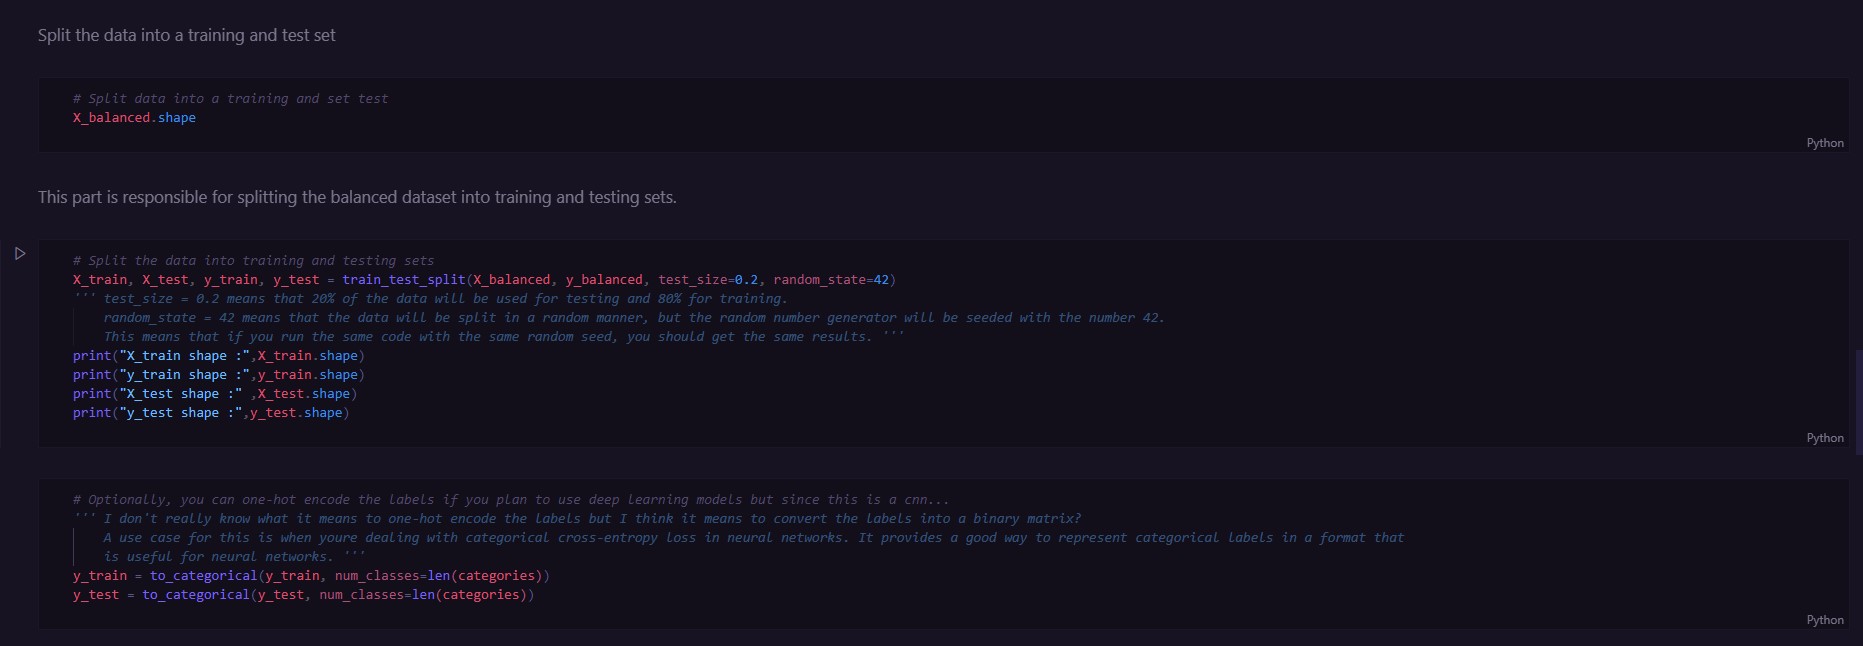 Split the data into a training and test set
# Split data into a training and set test
X_balanced.shape
Python
This part is responsible for splitting the balanced dataset into training and testing sets.
# Split the data into training and testing sets
X_train, X_test, y_train, y_test = train_test_split(X_balanced, y_balanced, test_size=0.2, random_state=42)
''' test_size = 0.2 means that 20% of the data will be used for testing and 80% for training.
random_state = 42 means that the data will be split in a random manner, but the random number generator will be seeded with the number 42.
This means that if you run the same code with the same random seed, you should get the same results. '''
print("X_train shape :",X_train.shape)
print("y_train shape :",y_train.shape)
print("X_test shape :" ,X_test.shape)
print("y_test shape :",y_test.shape)
Python
# Optionally, you can one-hot encode the labels if you plan to use deep learning models but since this is a cnn...
''' I don't really know what it means to one-hot encode the labels but I think it means to convert the labels into a binary matrix?
A use case for this is when youre dealing with categorical cross-entropy loss in neural networks. It provides a good way to represent categorical labels in a format that
is useful for neural networks. '''
y_train = to_categorical(y_train, num_classes=len(categories))
y_test = to_categorical(y_test, num_classes=len(categories))
Python